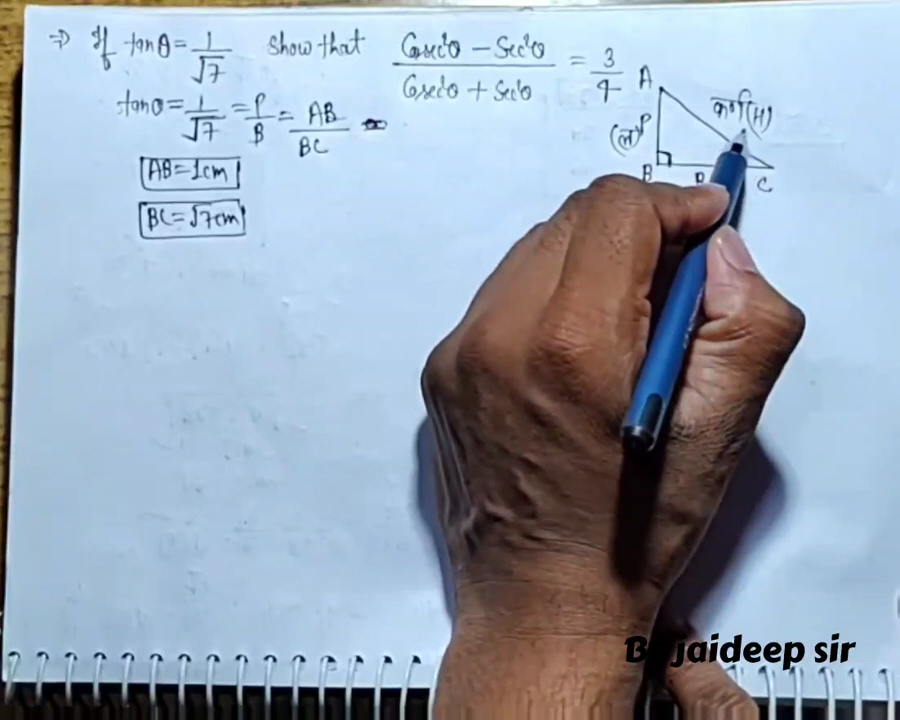 ⇒ If tanθ = 1/√7 show that (Cosec²θ − Sec²θ)/(Cosec²θ + Sec²θ) = 3/4
tanθ = 1/√7 = P/B = AB/BC
AB = 1cm
BC = √7cm
A
कर्ण(H)
(ल)P
B B C
By jaideep sir